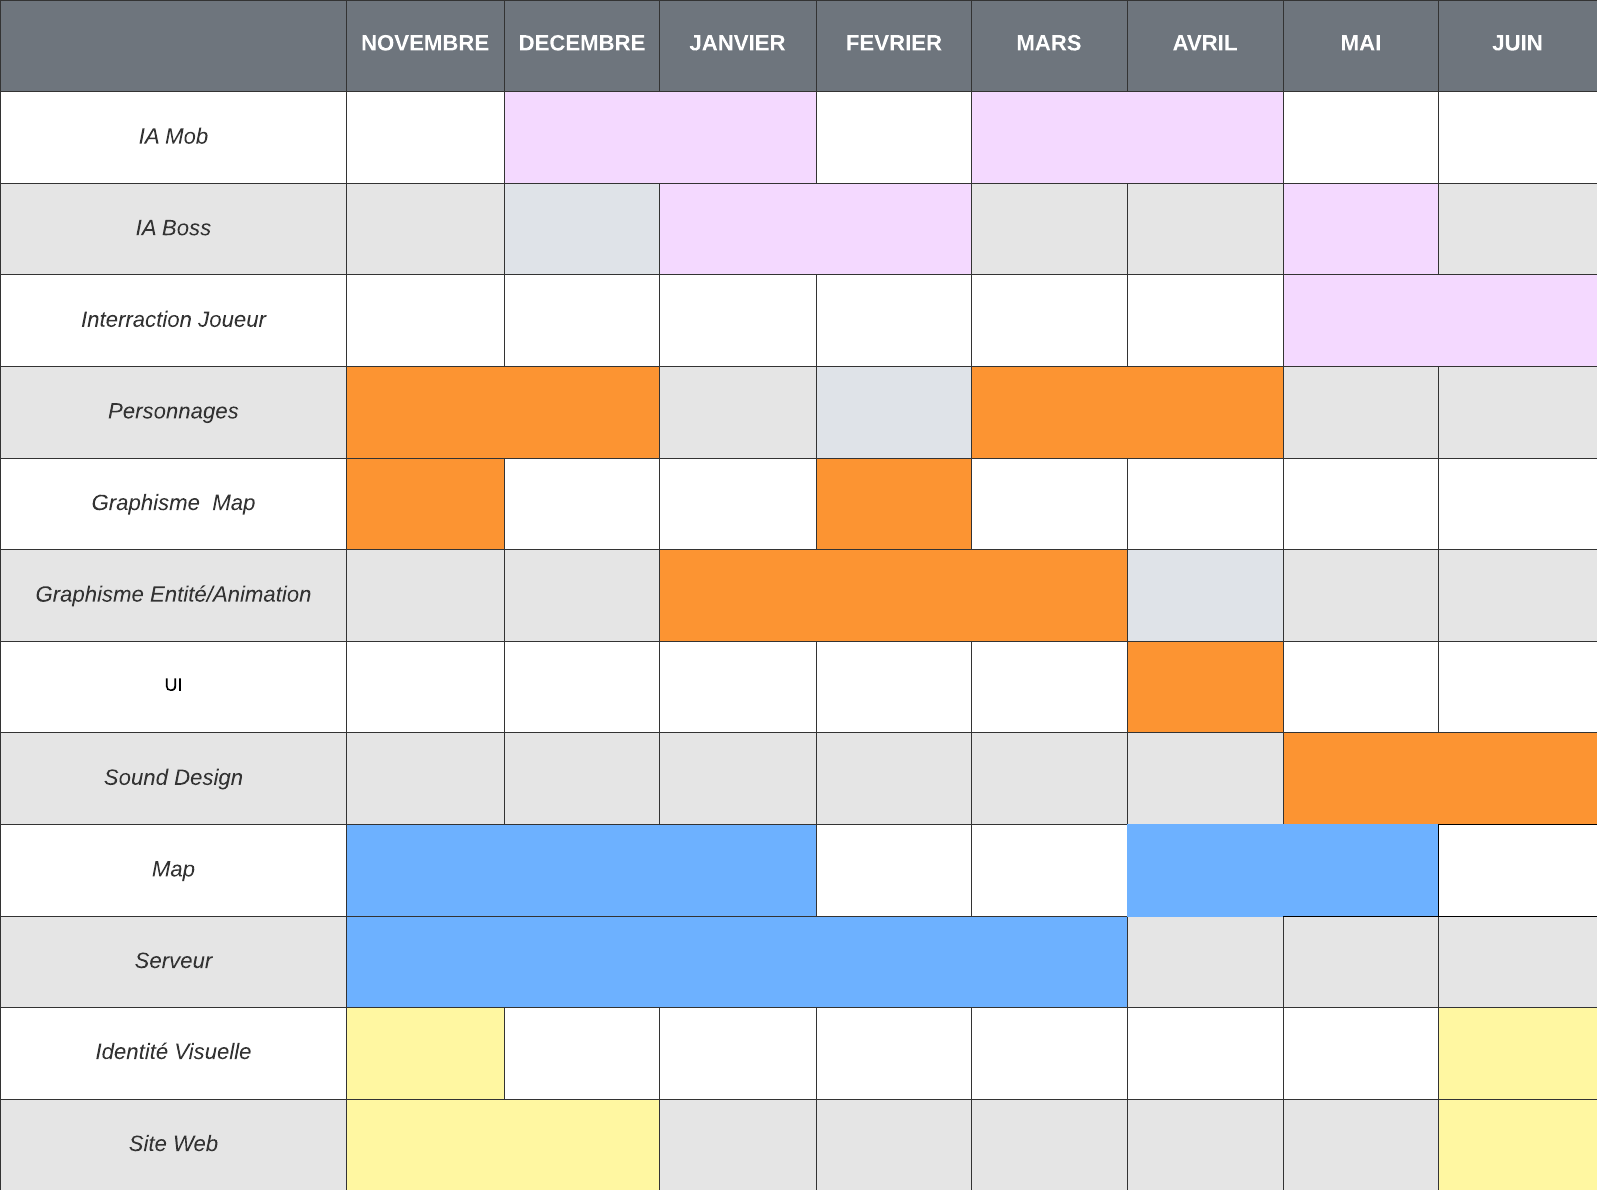 NOVEMBRE DECEMBRE JANVIER FEVRIER MARS AVRIL MAI JUIN
IA Mob
IA Boss
Interraction Joueur
Personnages
Graphisme  Map
Graphisme Entité/Animation
UI
Sound Design
Map
Serveur
Identité Visuelle
Site Web